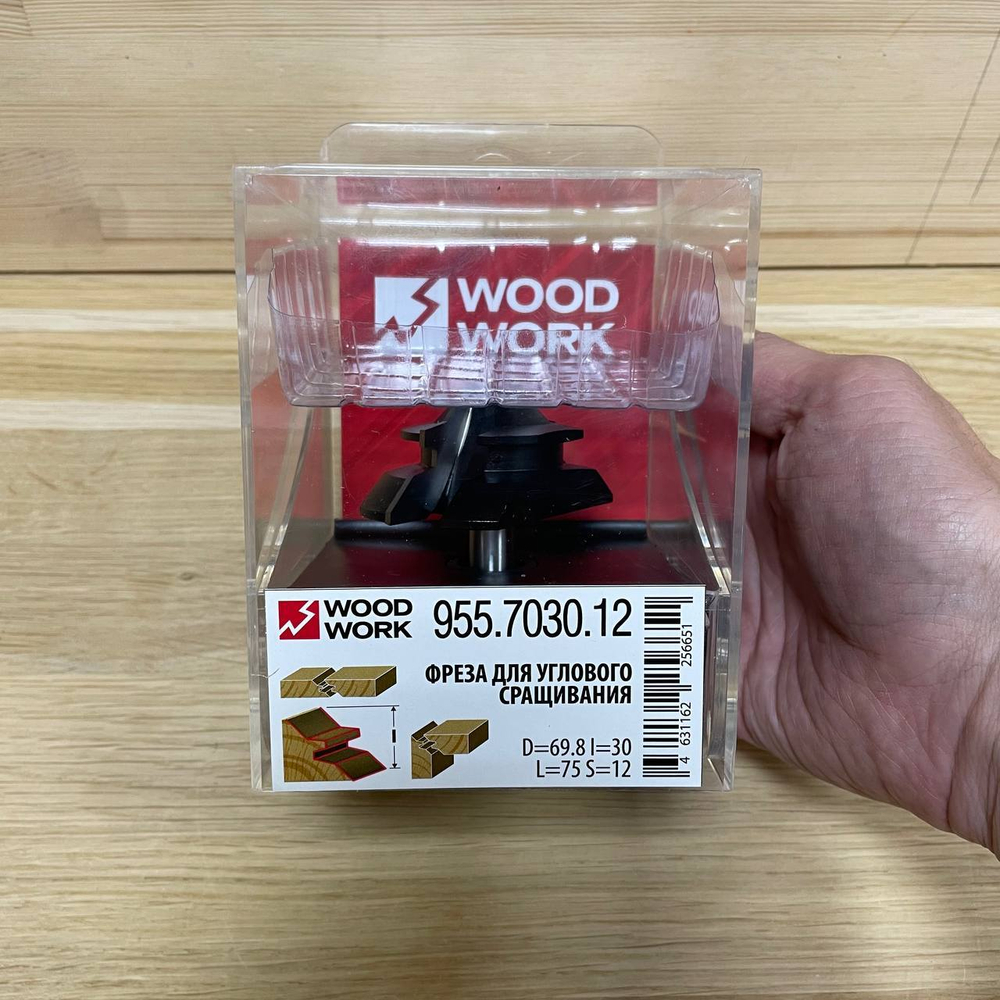 WOOD
WORK
WOOD
WORK
955.7030.12
ФРЕЗА ДЛЯ УГЛОВОГО
СРАЩИВАНИЯ
l
D=69.8 l=30
L=75 S=12
4 631162 256651